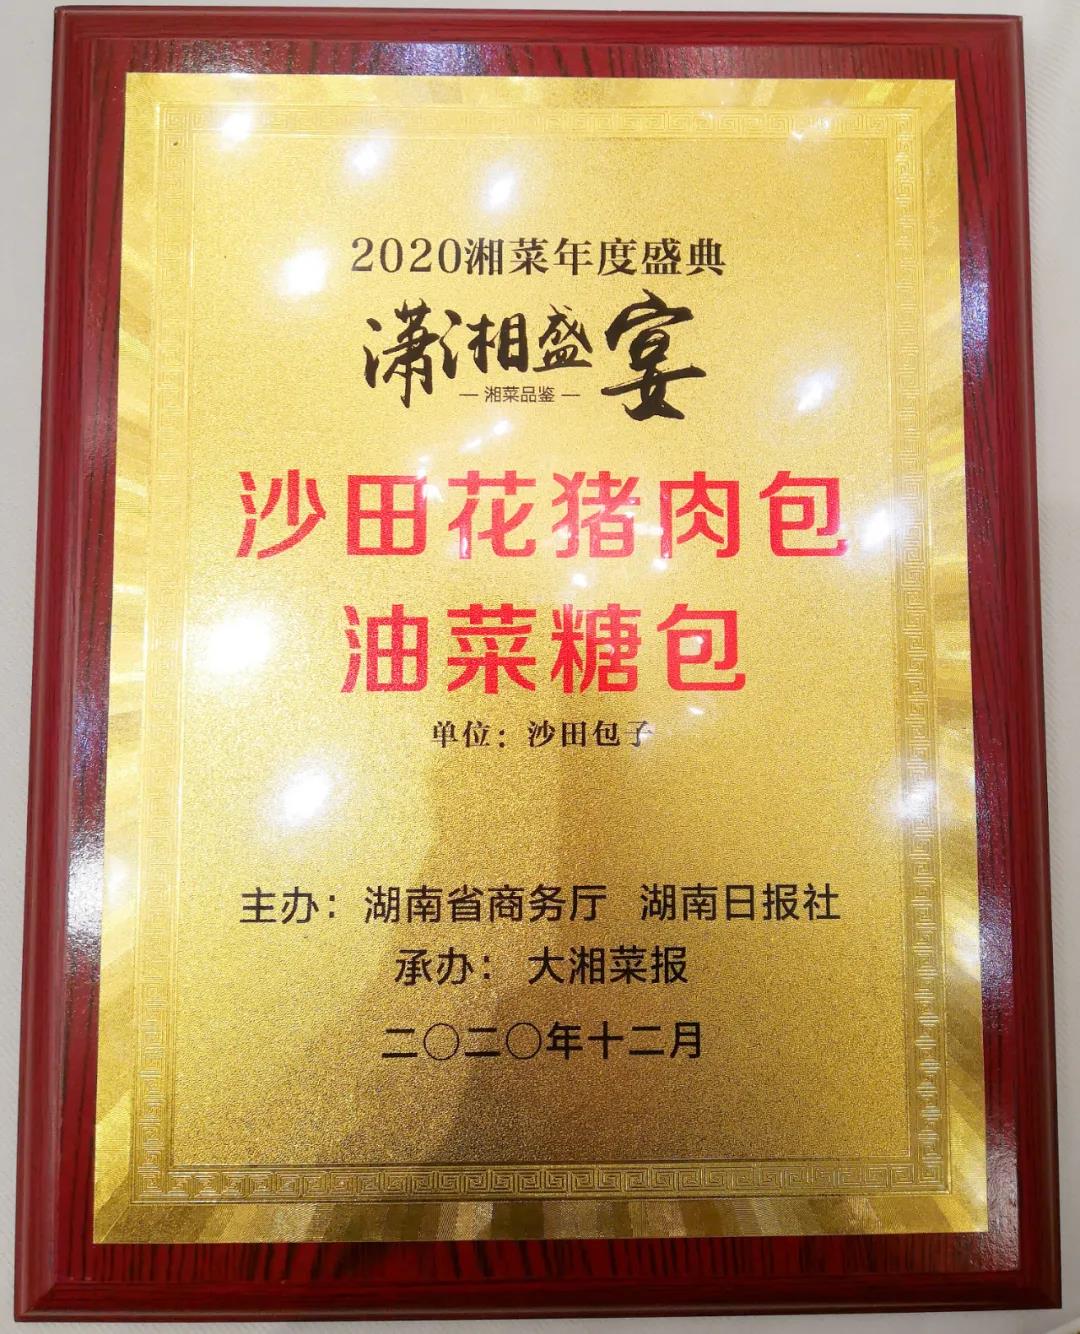 2020湘菜年度盛典
潇湘盛宴
— 湘菜品鉴 —
沙田花猪肉包
油菜糖包
单位：沙田包子
主办：湖南省商务厅 湖南日报社
承办：大湘菜报
二〇二〇年十二月